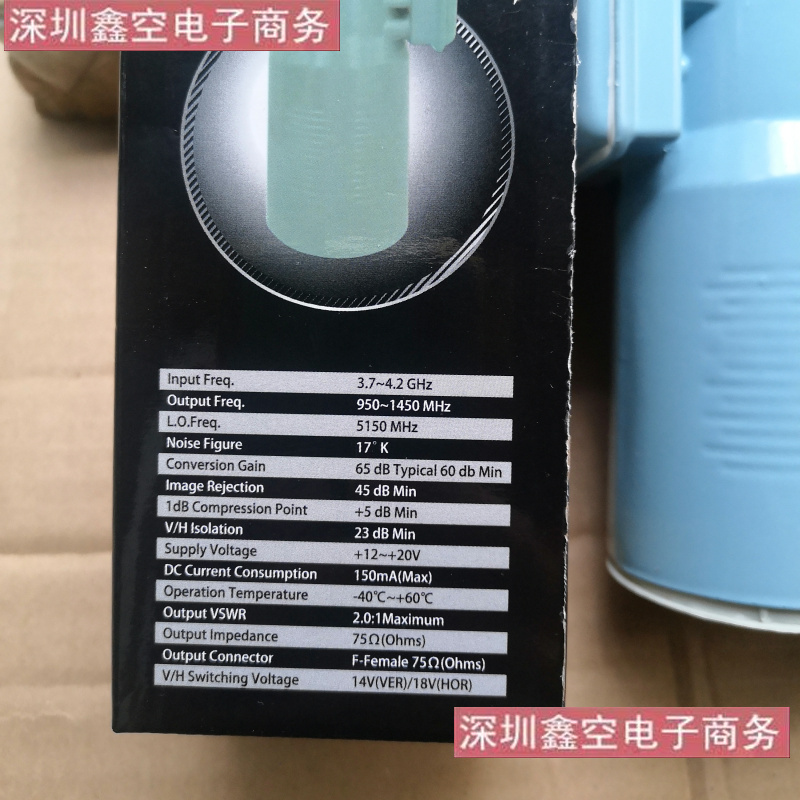 深圳鑫空电子商务
Input Freq. 3.7~4.2 GHz
Output Freq. 950~1450 MHz
L.O.Freq. 5150 MHz
Noise Figure 17° K
Conversion Gain 65 dB Typical 60 db Min
Image Rejection 45 dB Min
1dB Compression Point +5 dB Min
V/H Isolation 23 dB Min
Supply Voltage +12~+20V
DC Current Consumption 150mA(Max)
Operation Temperature -40℃~+60℃
Output VSWR 2.0:1Maximum
Output Impedance 75Ω(Ohms)
Output Connector F-Female 75Ω(Ohms)
V/H Switching Voltage 14V(VER)/18V(HOR)
深圳鑫空电子商务